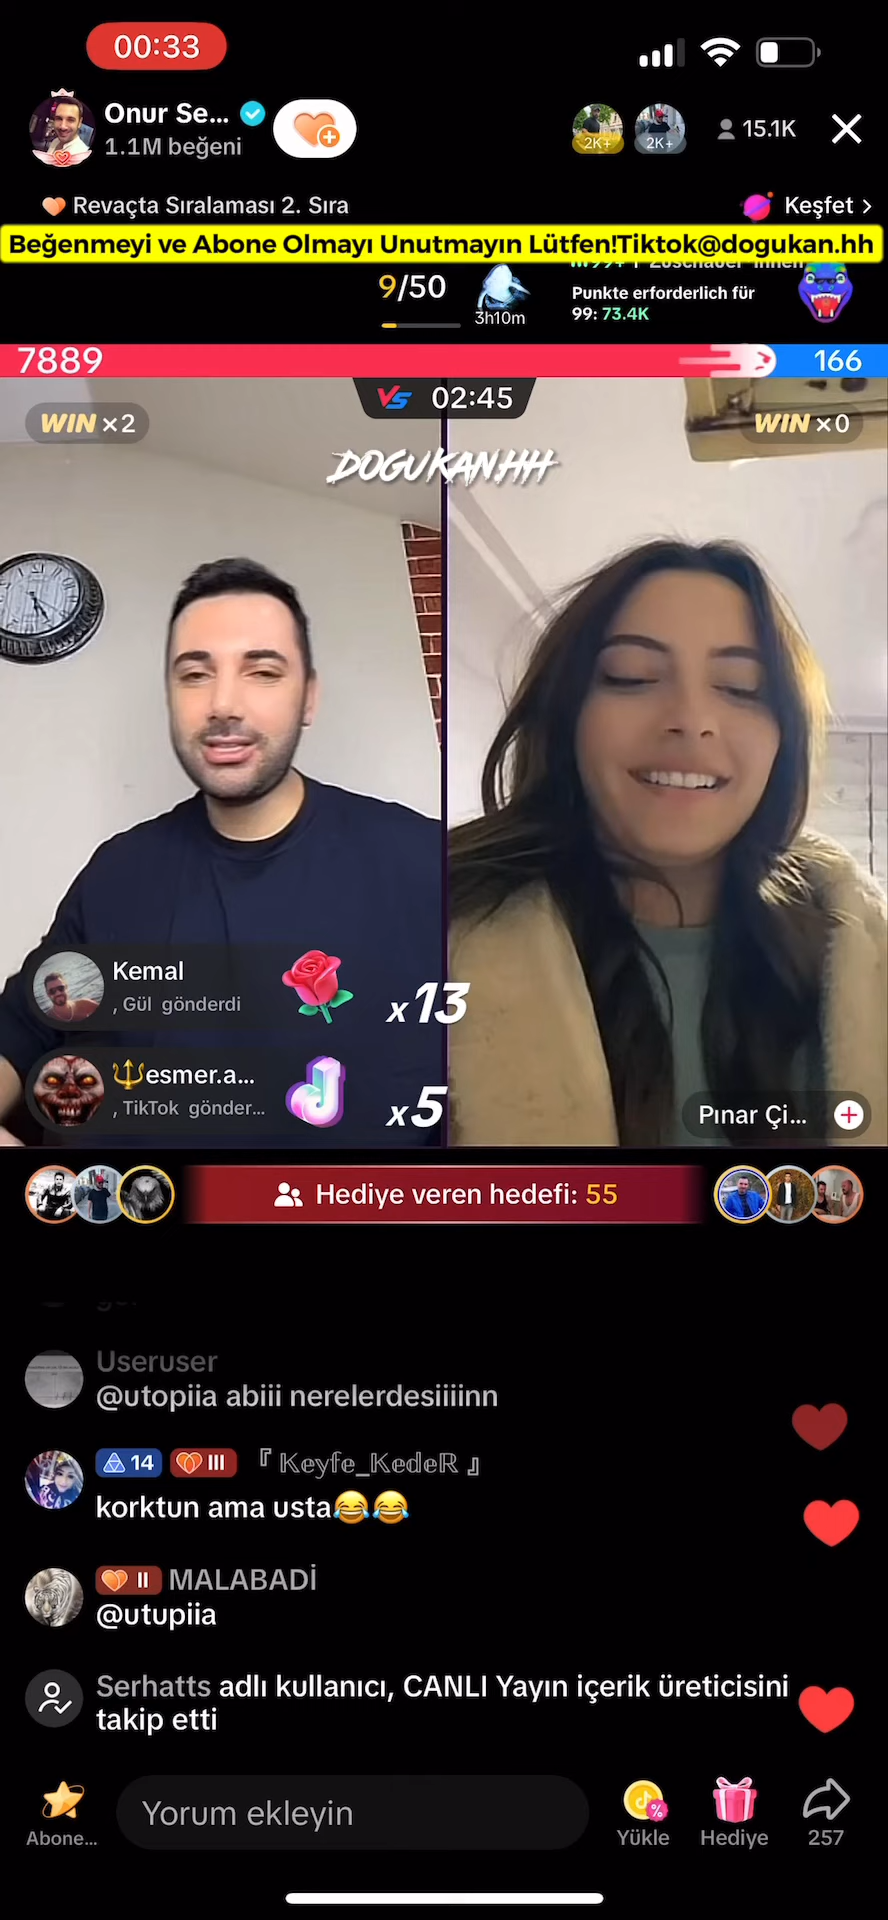 00:33
Onur Se...
1.1M beğeni
2K+
2K+
15.1K
Revaçta Sıralaması 2. Sıra
Keşfet >
Beğenmeyi ve Abone Olmayı Unutmayın Lütfen!Tiktok@dogukan.hh
9/50
3h10m
Punkte erforderlich für
99: 73.4K
7889
166
WIN x2
VS 02:45
WIN x0
DOGUKAN.HH
Kemal
, Gül gönderdi
x13
esmer.a...
, TikTok gönder...
x5
Pınar Çi...
Hediye veren hedefi: 55
Useruser
@utopiia abiii nerelerdesiiiinn
14 III 『 𝕂𝕖𝕪𝕗𝕖_𝕂𝕖𝕕𝕖ℝ 』
korktun ama usta😂😂
II MALABADİ
@utupiia
Serhatts adlı kullanıcı, CANLI Yayın içerik üreticisini
takip etti
Abone...
Yorum ekleyin
Yükle
Hediye
257